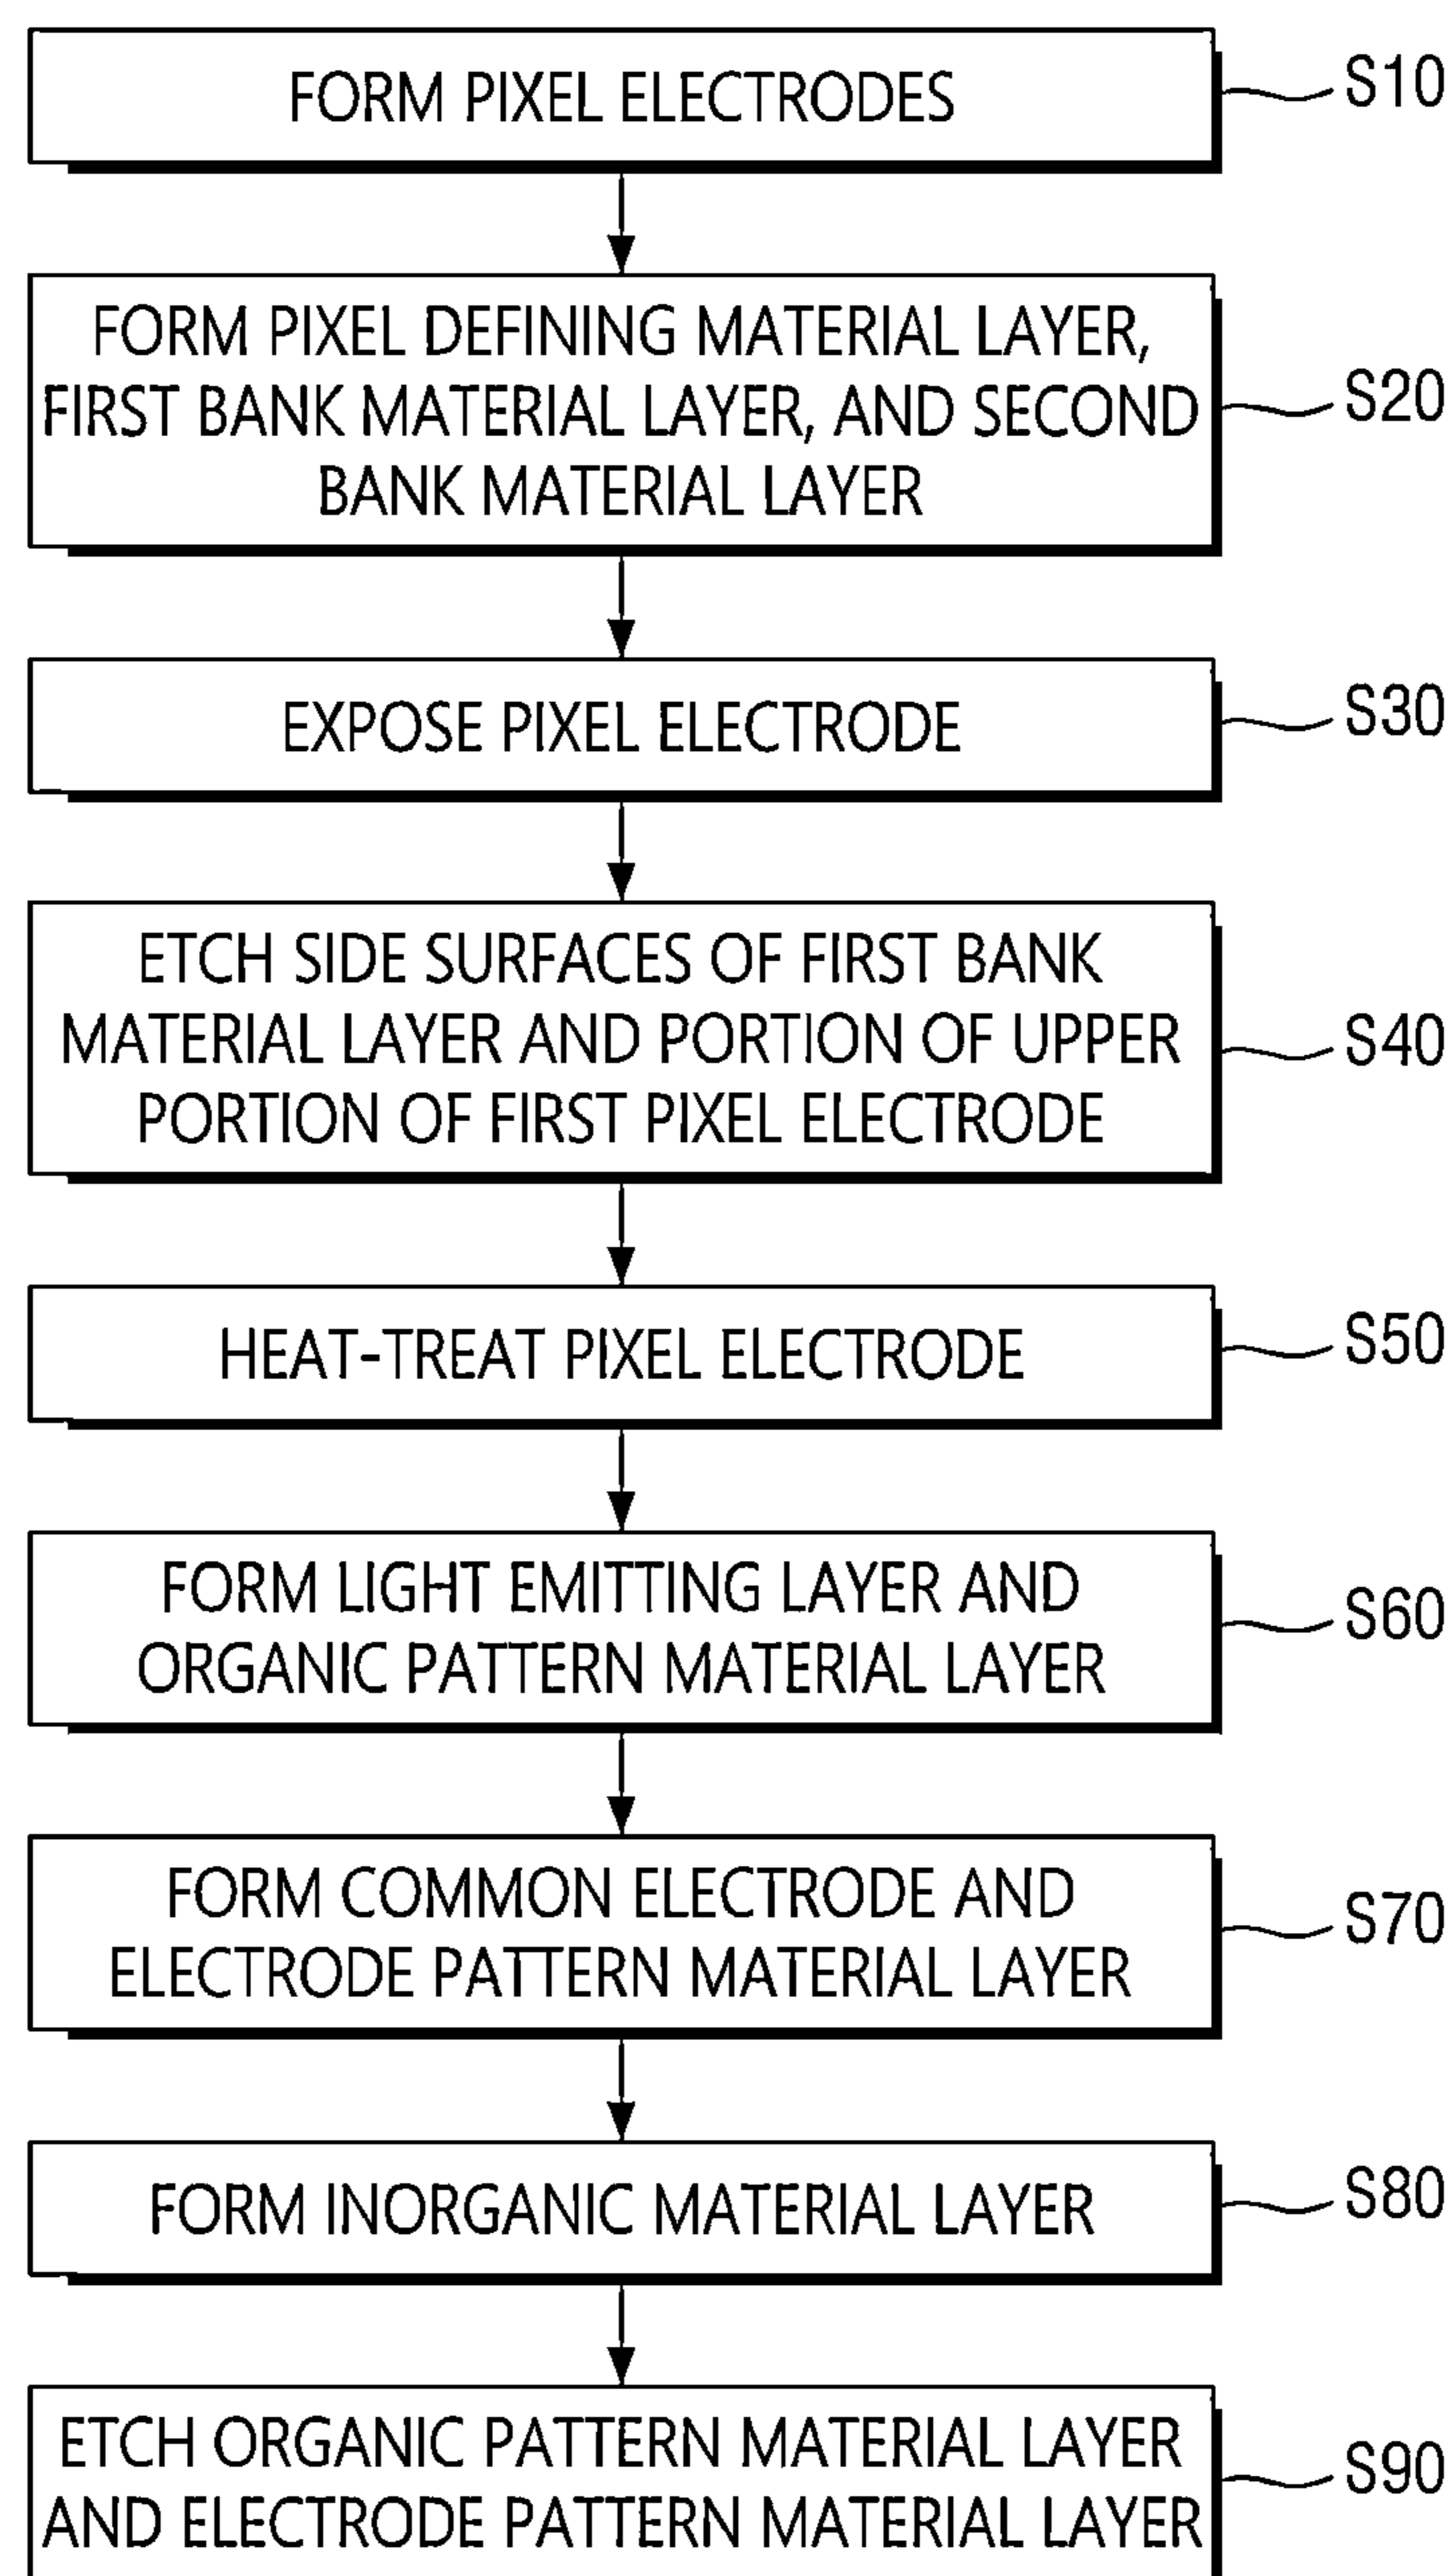 FORM PIXEL ELECTRODES
S10
FORM PIXEL DEFINING MATERIAL LAYER,
FIRST BANK MATERIAL LAYER, AND SECOND
BANK MATERIAL LAYER
S20
EXPOSE PIXEL ELECTRODE
S30
ETCH SIDE SURFACES OF FIRST BANK
MATERIAL LAYER AND PORTION OF UPPER
PORTION OF FIRST PIXEL ELECTRODE
S40
HEAT-TREAT PIXEL ELECTRODE
S50
FORM LIGHT EMITTING LAYER AND
ORGANIC PATTERN MATERIAL LAYER
S60
FORM COMMON ELECTRODE AND
ELECTRODE PATTERN MATERIAL LAYER
S70
FORM INORGANIC MATERIAL LAYER
S80
ETCH ORGANIC PATTERN MATERIAL LAYER
AND ELECTRODE PATTERN MATERIAL LAYER
S90